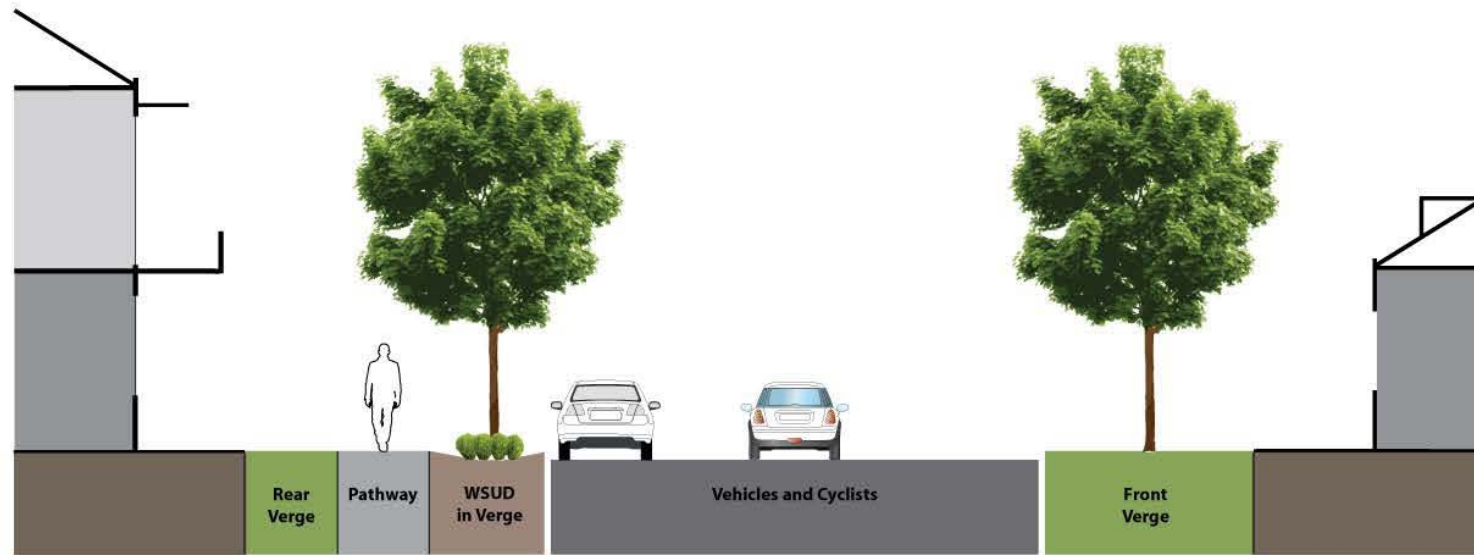 Rear
Verge
Pathway
WSUD
in Verge
Vehicles and Cyclists
Front
Verge